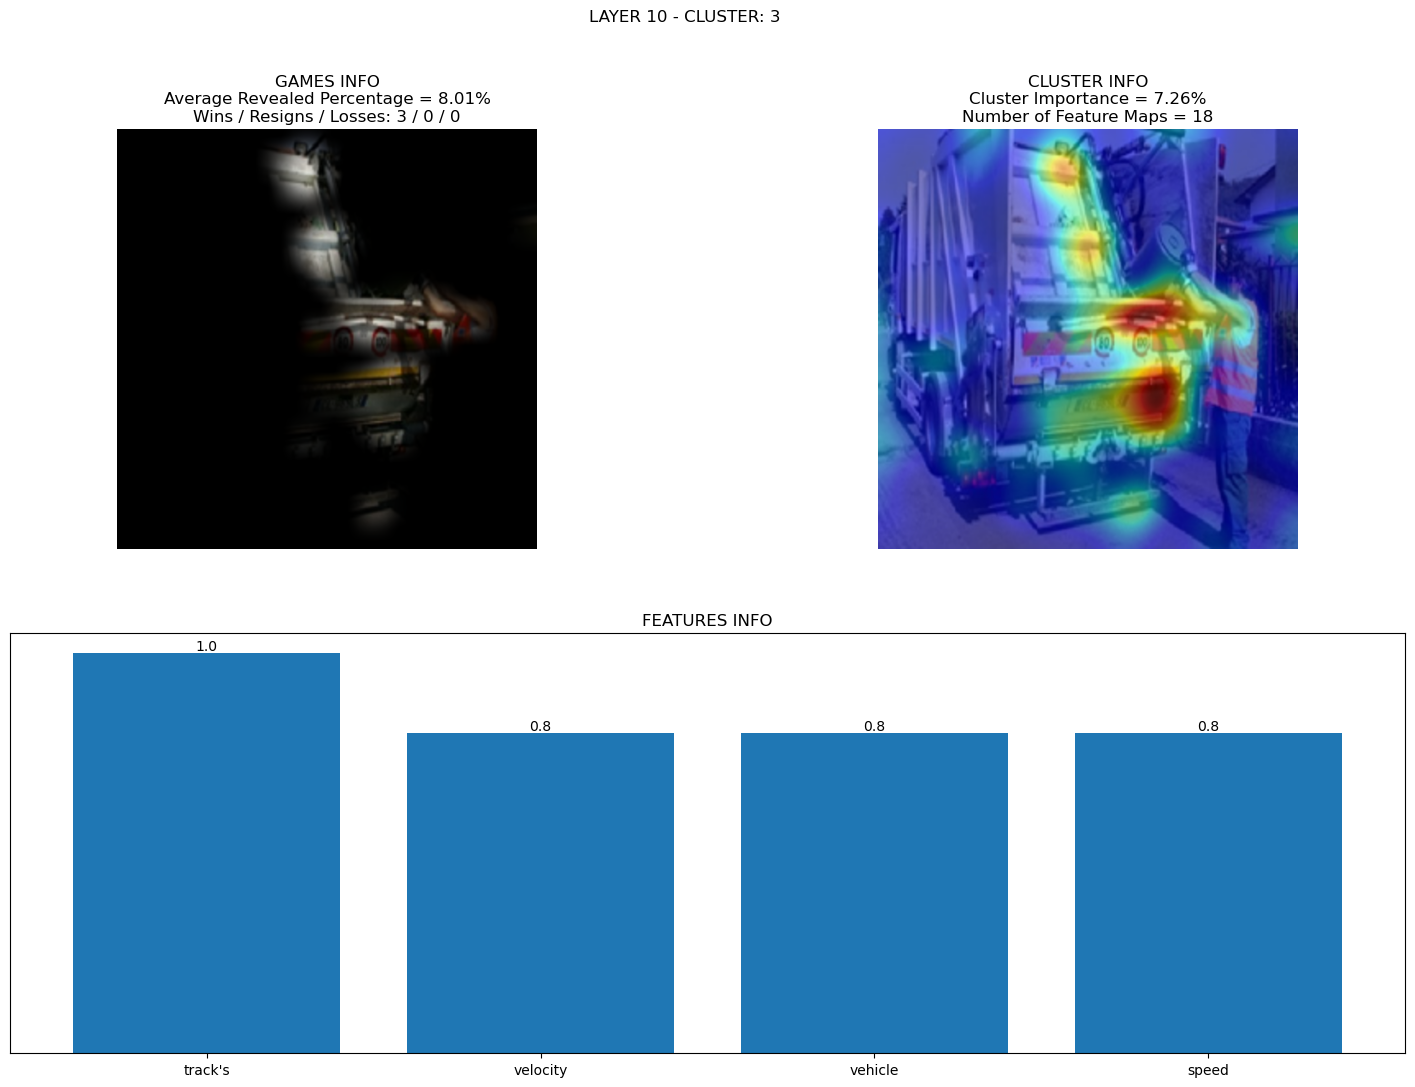 LAYER 10 - CLUSTER: 3
GAMES INFO
Average Revealed Percentage = 8.01%
Wins / Resigns / Losses: 3 / 0 / 0
CLUSTER INFO
Cluster Importance = 7.26%
Number of Feature Maps = 18
FEATURES INFO
1.0
0.8
0.8
0.8
track's
velocity
vehicle
speed